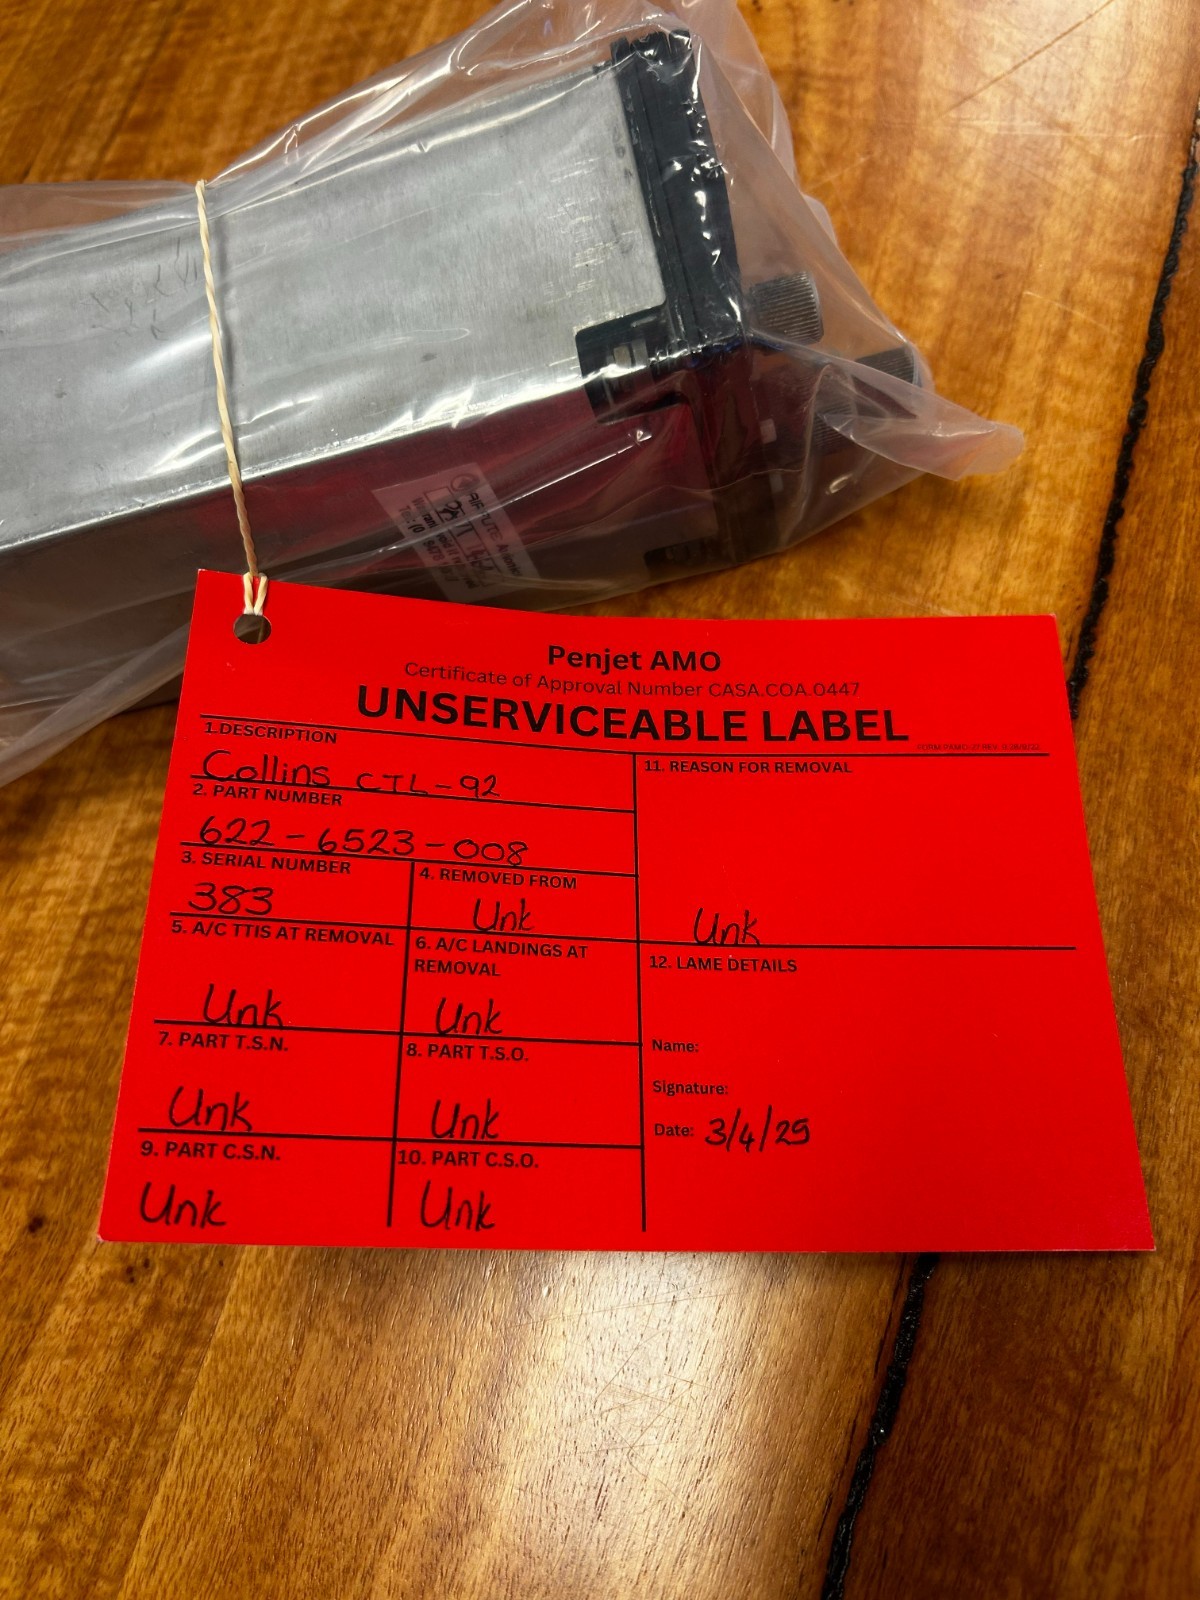 Penjet AMO
Certificate of Approval Number CASA.COA.0447
UNSERVICEABLE LABEL
1.DESCRIPTION
Collins CTL-92
2. PART NUMBER
622-6523-008
3. SERIAL NUMBER
383
4. REMOVED FROM
Unk
5. A/C TTIS AT REMOVAL
Unk
6. A/C LANDINGS AT
REMOVAL
Unk
7. PART T.S.N.
Unk
8. PART T.S.O.
Unk
9. PART C.S.N.
Unk
10. PART C.S.O.
Unk
11. REASON FOR REMOVAL
Unk
12. LAME DETAILS
Name:
Signature:
Date: 3/4/25